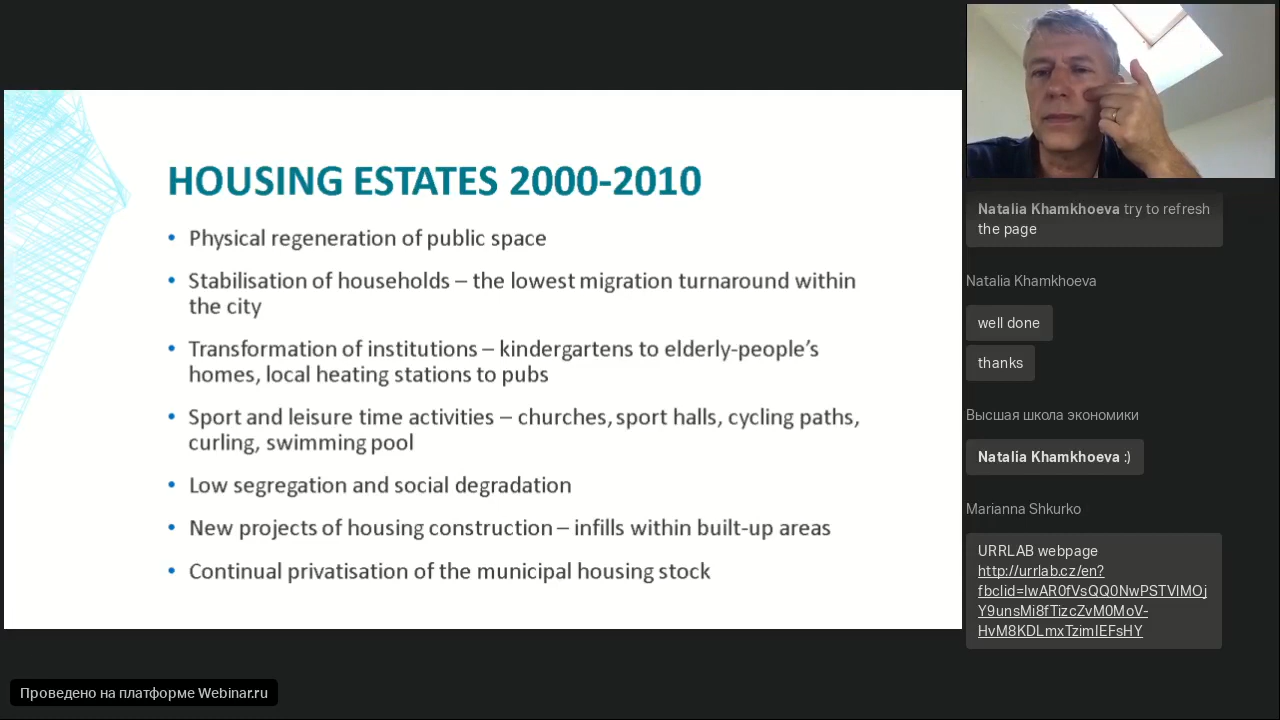 HOUSING ESTATES 2000-2010
• Physical regeneration of public space
• Stabilisation of households – the lowest migration turnaround within
the city
• Transformation of institutions – kindergartens to elderly-people’s
homes, local heating stations to pubs
• Sport and leisure time activities – churches, sport halls, cycling paths,
curling, swimming pool
• Low segregation and social degradation
• New projects of housing construction – infills within built-up areas
• Continual privatisation of the municipal housing stock
Natalia Khamkhoeva try to refresh
the page
Natalia Khamkhoeva
well done
thanks
Высшая школа экономики
Natalia Khamkhoeva :)
Marianna Shkurko
URRLAB webpage
http://urrlab.cz/en?
fbclid=IwAR0fVsQQ0NwPSTVlMOj
Y9unsMi8fTizcZvM0MoV-
HvM8KDLmxTzimIEFsHY
Проведено на платформе Webinar.ru